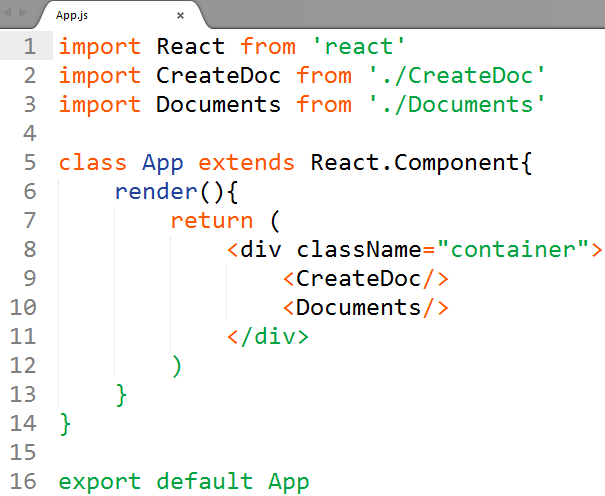 App.js ×
1 import React from 'react'
2 import CreateDoc from './CreateDoc'
3 import Documents from './Documents'
4
5 class App extends React.Component{
6     render(){
7         return (
8             <div className="container">
9                 <CreateDoc/>
10                 <Documents/>
11             </div>
12         )
13     }
14 }
15
16 export default App